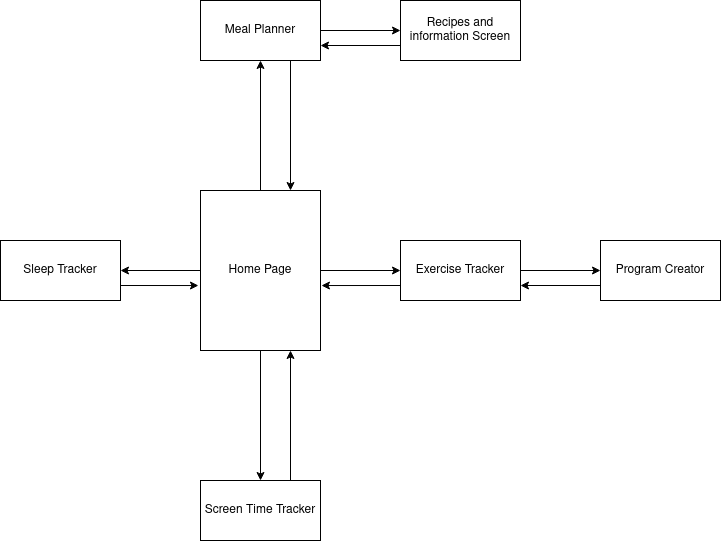 Meal Planner
Recipes and
information Screen
Sleep Tracker
Home Page
Exercise Tracker
Program Creator
Screen Time Tracker